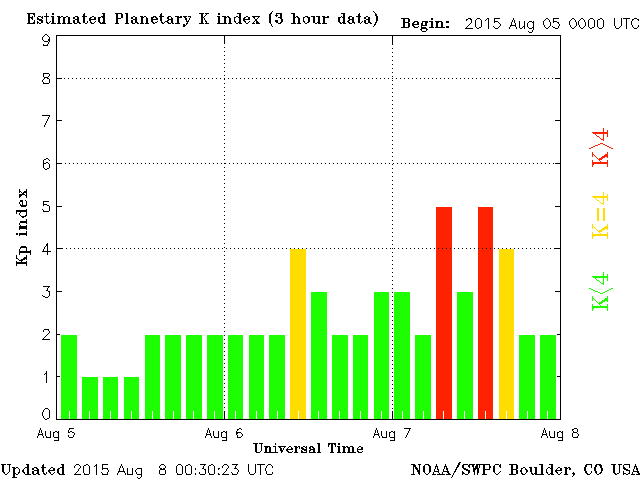 Estimated Planetary K index (3 hour data) Begin: 2015 Aug 05 0000 UTC
9
8
7
6
5
4
3
2
1
0
Kp index
K>4
K=4
K<4
Aug 5 Aug 6 Aug 7 Aug 8
Universal Time
Updated 2015 Aug 8 00:30:23 UTC NOAA/SWPC Boulder, CO USA